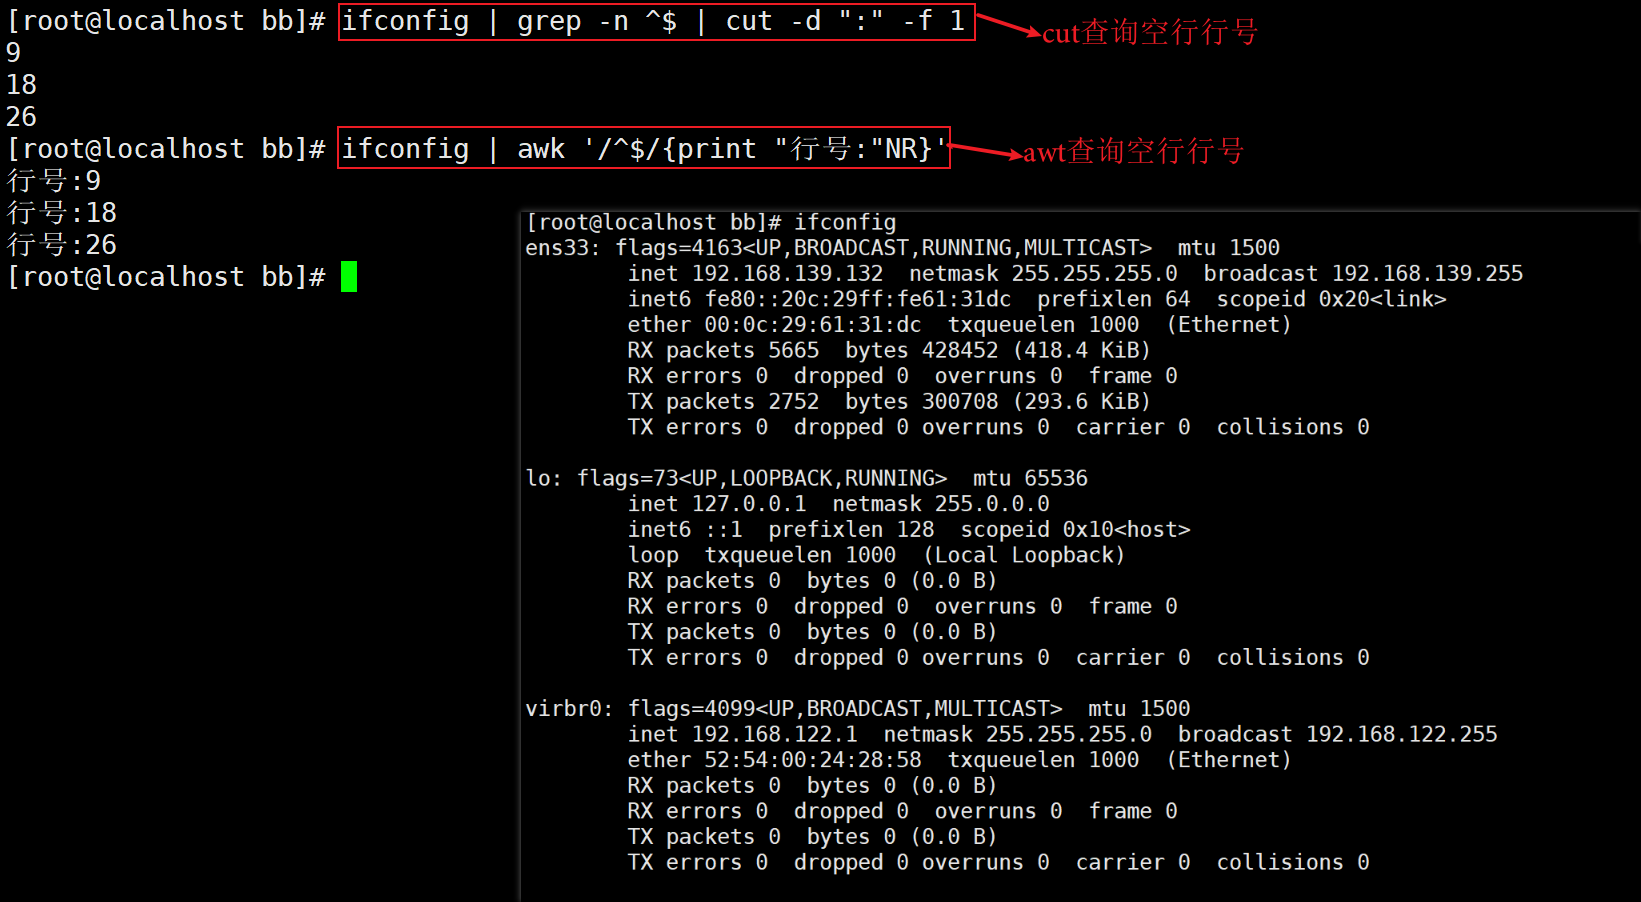 [root@localhost bb]# ifconfig | grep -n ^$ | cut -d ":" -f 1
cut查询空行行号
9
18
26
[root@localhost bb]# ifconfig | awk '/^$/{print "行号:"NR}'
awt查询空行行号
行号:9
行号:18
行号:26
[root@localhost bb]#
[root@localhost bb]# ifconfig
ens33: flags=4163<UP,BROADCAST,RUNNING,MULTICAST>  mtu 1500
        inet 192.168.139.132  netmask 255.255.255.0  broadcast 192.168.139.255
        inet6 fe80::20c:29ff:fe61:31dc  prefixlen 64  scopeid 0x20<link>
        ether 00:0c:29:61:31:dc  txqueuelen 1000  (Ethernet)
        RX packets 5665  bytes 428452 (418.4 KiB)
        RX errors 0  dropped 0  overruns 0  frame 0
        TX packets 2752  bytes 300708 (293.6 KiB)
        TX errors 0  dropped 0 overruns 0  carrier 0  collisions 0

lo: flags=73<UP,LOOPBACK,RUNNING>  mtu 65536
        inet 127.0.0.1  netmask 255.0.0.0
        inet6 ::1  prefixlen 128  scopeid 0x10<host>
        loop  txqueuelen 1000  (Local Loopback)
        RX packets 0  bytes 0 (0.0 B)
        RX errors 0  dropped 0  overruns 0  frame 0
        TX packets 0  bytes 0 (0.0 B)
        TX errors 0  dropped 0 overruns 0  carrier 0  collisions 0

virbr0: flags=4099<UP,BROADCAST,MULTICAST>  mtu 1500
        inet 192.168.122.1  netmask 255.255.255.0  broadcast 192.168.122.255
        ether 52:54:00:24:28:58  txqueuelen 1000  (Ethernet)
        RX packets 0  bytes 0 (0.0 B)
        RX errors 0  dropped 0  overruns 0  frame 0
        TX packets 0  bytes 0 (0.0 B)
        TX errors 0  dropped 0 overruns 0  carrier 0  collisions 0